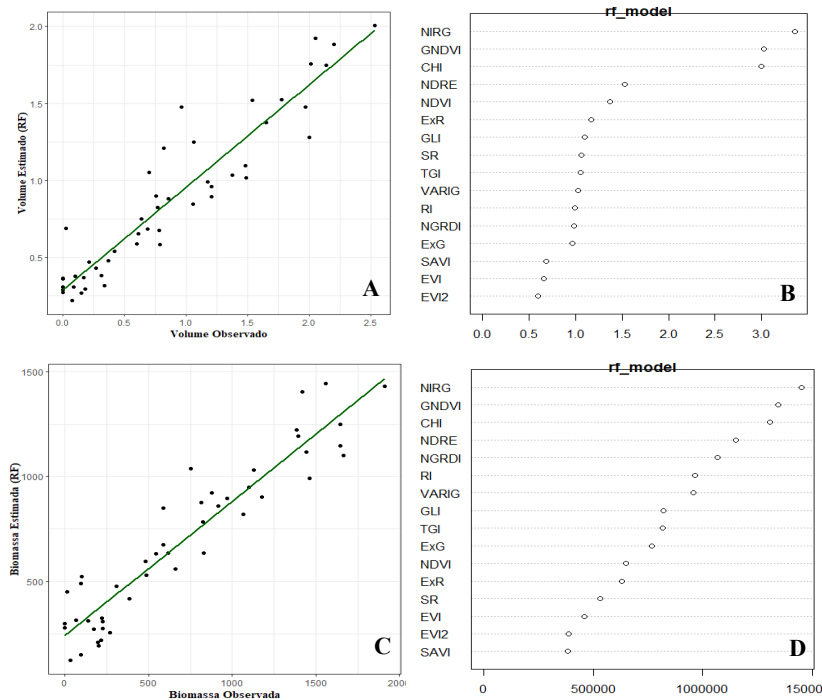 2.0
1.5
1.0
0.5
0.0
0.5
1.0
1.5
2.0
2.5
Volume Estimado (RF)
Volume Observado
A
rf_model
NIRG
GNDVI
CHI
NDRE
NDVI
ExR
GLI
SR
TGI
VARIG
RI
NGRDI
ExG
SAVI
EVI
EVI2
0.0
0.5
1.0
1.5
2.0
2.5
3.0
B
1500
1000
500
0
500
1000
1500
2000
Biomassa Estimada (RF)
Biomassa Observada
C
rf_model
NIRG
GNDVI
CHI
NDRE
NGRDI
RI
VARIG
GLI
TGI
ExG
NDVI
ExR
SR
EVI
EVI2
SAVI
0
500000
1000000
15000
D